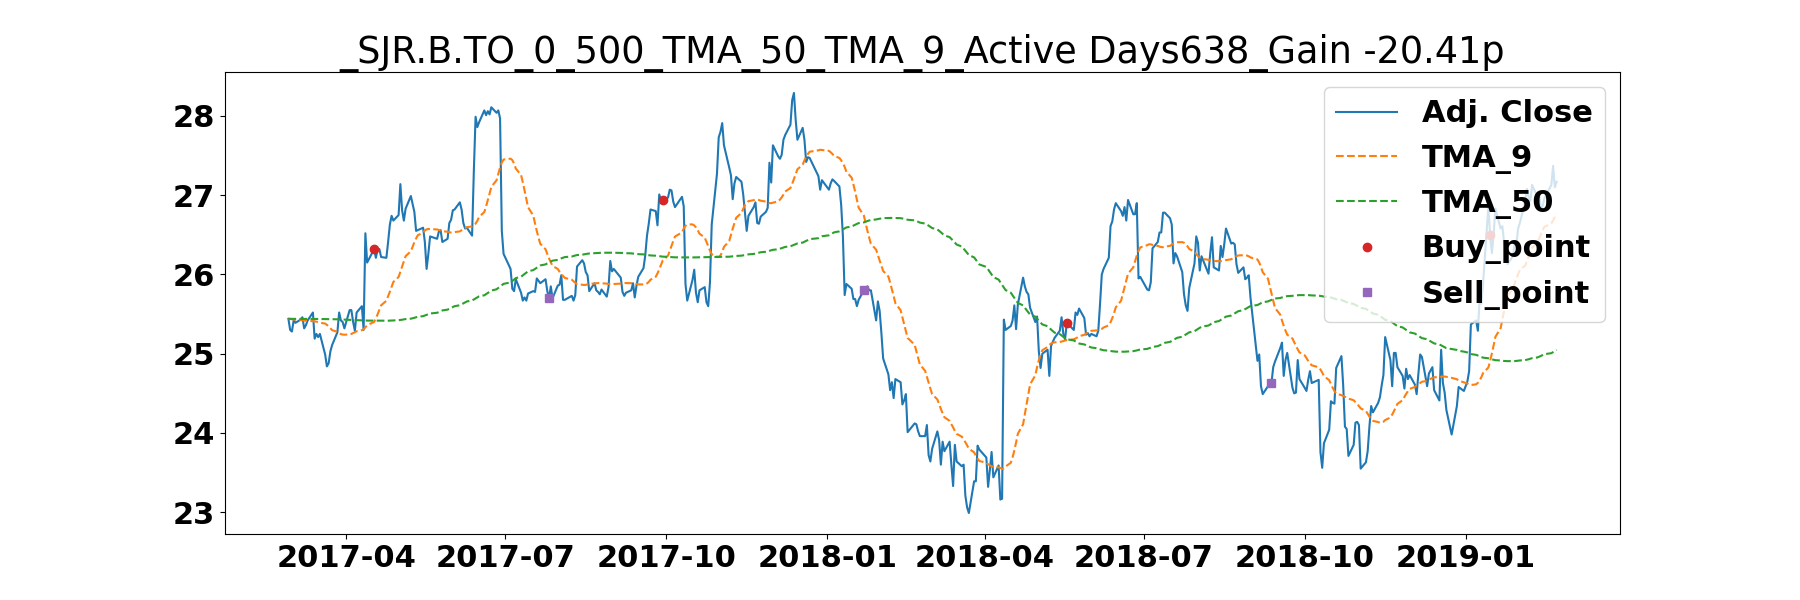 _SJR.B.TO_0_500_TMA_50_TMA_9_Active Days638_Gain -20.41p
28
27
26
25
24
23
Adj. Close
TMA_9
TMA_50
Buy_point
Sell_point
2017-04 2017-07 2017-10 2018-01 2018-04 2018-07 2018-10 2019-01